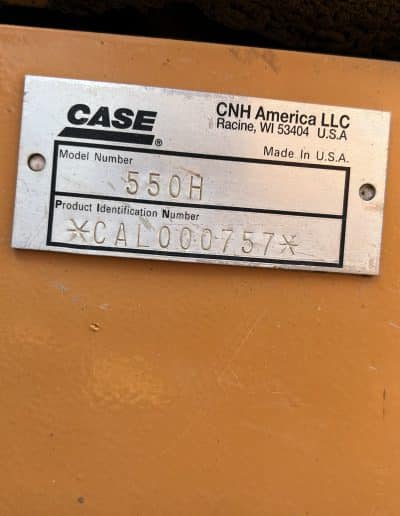 CASE®
CNH America LLC
Racine, WI 53404 U.S.A
Made In U.S.A.
Model Number
550H
Product Identification Number
*CAL000757*